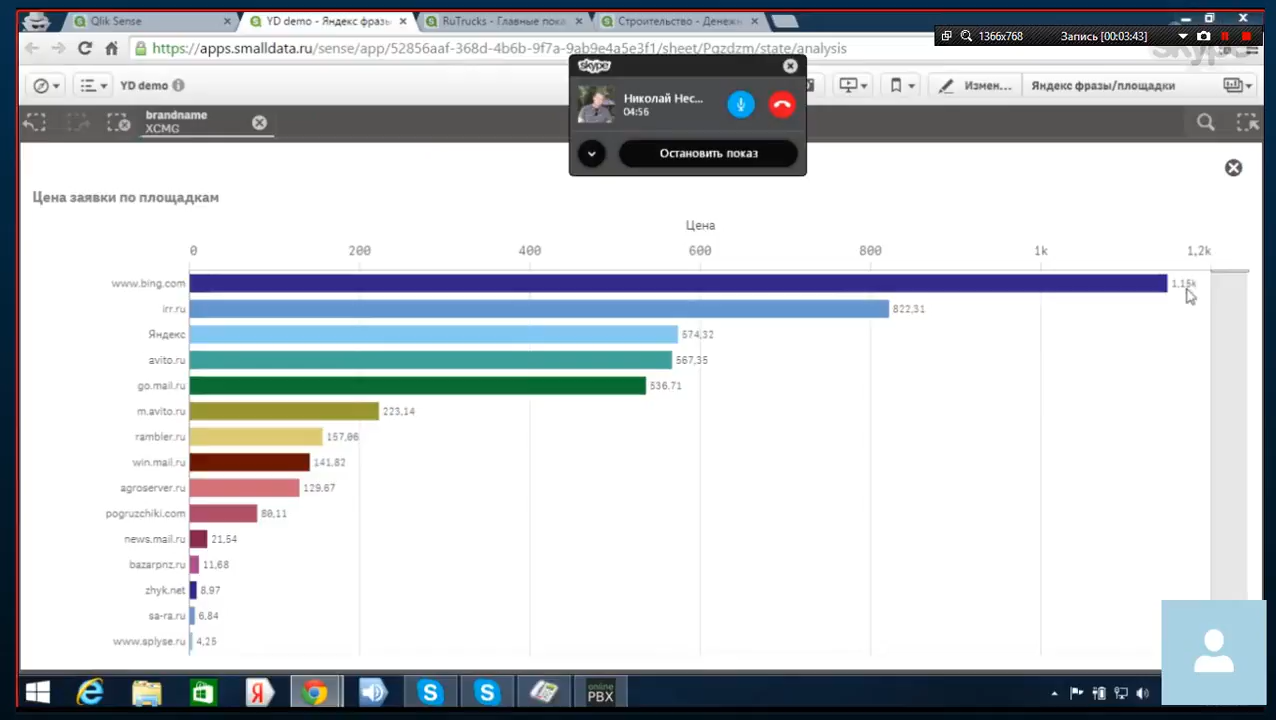 Qlik Sense
YD demo - Яндекс фразы
RuTrucks - Главные пока
Строительство - Денежн
1366x768
Запись [00:03:43]
https://apps.smalldata.ru/sense/app/52856aaf-368d-4b6b-9f7a-9ab9e4a5e3f1/sheet/Pgzdzm/state/analysis
skype
YD demo
Николай Нес...
04:56
Измен...
Яндекс фразы/площадки
brandname
XCMG
Остановить показ
Цена заявки по площадкам
Цена
0 200 400 600 800 1k 1,2k
www.bing.com 1,15k
irr.ru 822,31
Яндекс 574,32
avito.ru 567,35
go.mail.ru 536,71
m.avito.ru 223,14
rambler.ru 157,06
win.mail.ru 141,82
agroserver.ru 129,67
pogruzchiki.com 80,11
news.mail.ru 21,54
bazarpnz.ru 11,68
zhyk.net 8,97
sa-ra.ru 6,84
www.splyse.ru 4,25
online
PBX